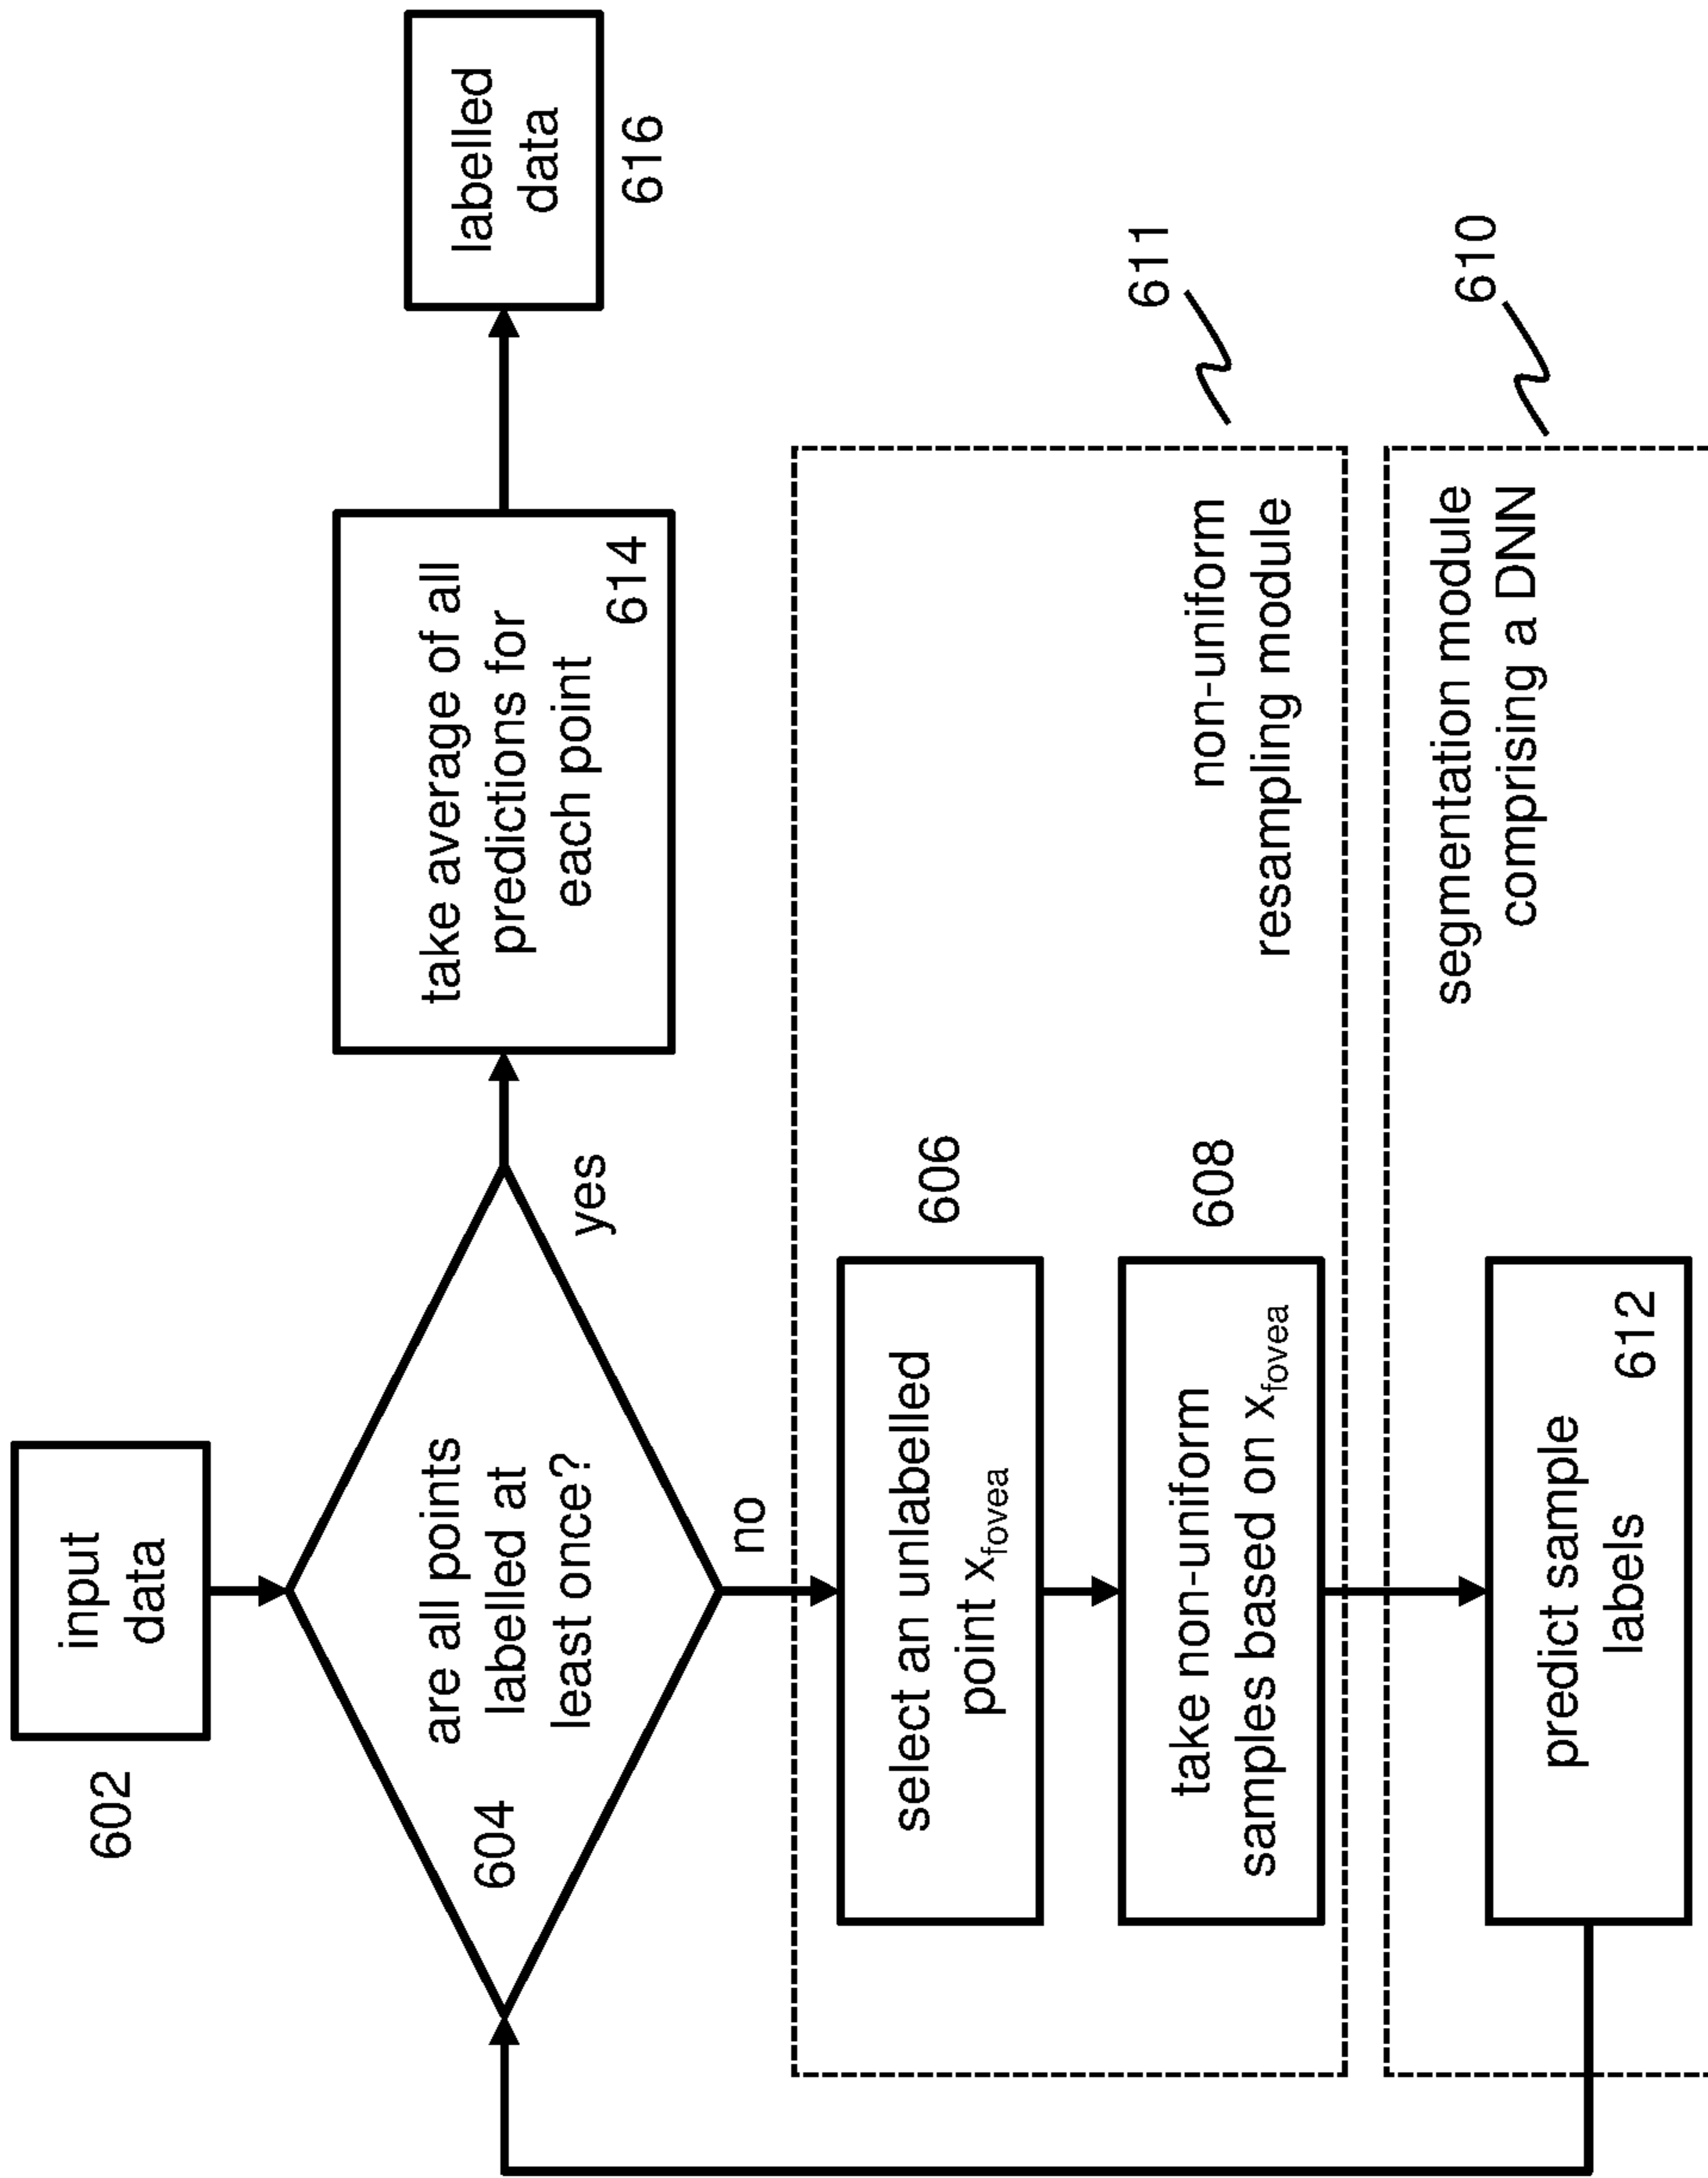 602
input
data
604
are all points
labelled at
least once?
yes
no
take average of all
predictions for
each point
614
labelled
data
616
606
select an unlabelled
point xfovea
608
take non-uniform
samples based on xfovea
non-uniform
resampling module
611
predict sample
labels
612
segmentation module
comprising a DNN
610